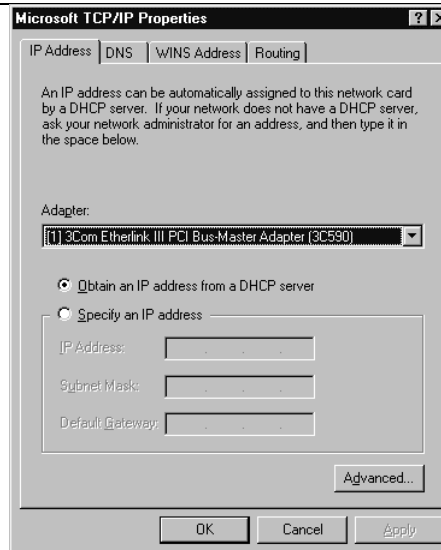 Microsoft TCP/IP Properties
IP Address DNS WINS Address Routing
An IP address can be automatically assigned to this network card
by a DHCP server. If your network does not have a DHCP server,
ask your network administrator for an address, and then type it in
the space below.
Adapter:
[1] 3Com Etherlink III PCI Bus-Master Adapter (3C590)
Obtain an IP address from a DHCP server
Specify an IP address
IP Address:
Subnet Mask:
Default Gateway:
Advanced...
OK Cancel Apply